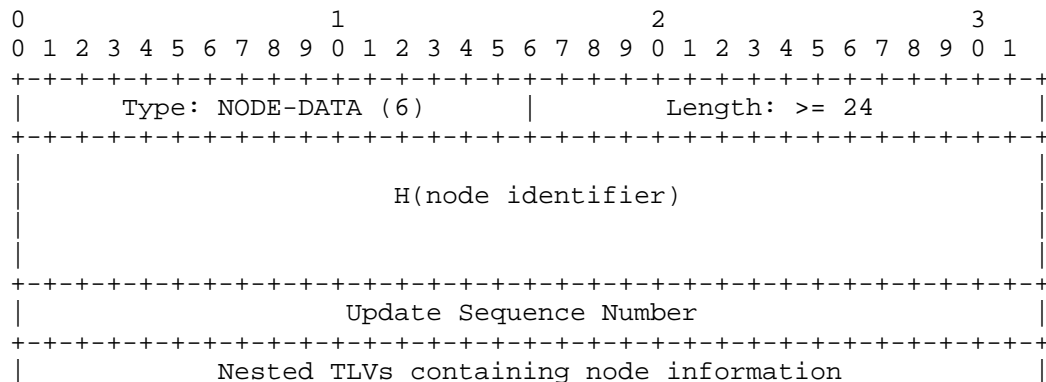 0                   1                   2                   3
0 1 2 3 4 5 6 7 8 9 0 1 2 3 4 5 6 7 8 9 0 1 2 3 4 5 6 7 8 9 0 1
+-+-+-+-+-+-+-+-+-+-+-+-+-+-+-+-+-+-+-+-+-+-+-+-+-+-+-+-+-+-+-+-+
|      Type: NODE-DATA (6)      |        Length: >= 24          |
+-+-+-+-+-+-+-+-+-+-+-+-+-+-+-+-+-+-+-+-+-+-+-+-+-+-+-+-+-+-+-+-+
|                                                               |
|                       H(node identifier)                      |
|                                                               |
|                                                               |
+-+-+-+-+-+-+-+-+-+-+-+-+-+-+-+-+-+-+-+-+-+-+-+-+-+-+-+-+-+-+-+-+
|                    Update Sequence Number                     |
+-+-+-+-+-+-+-+-+-+-+-+-+-+-+-+-+-+-+-+-+-+-+-+-+-+-+-+-+-+-+-+-+
|            Nested TLVs containing node information            |